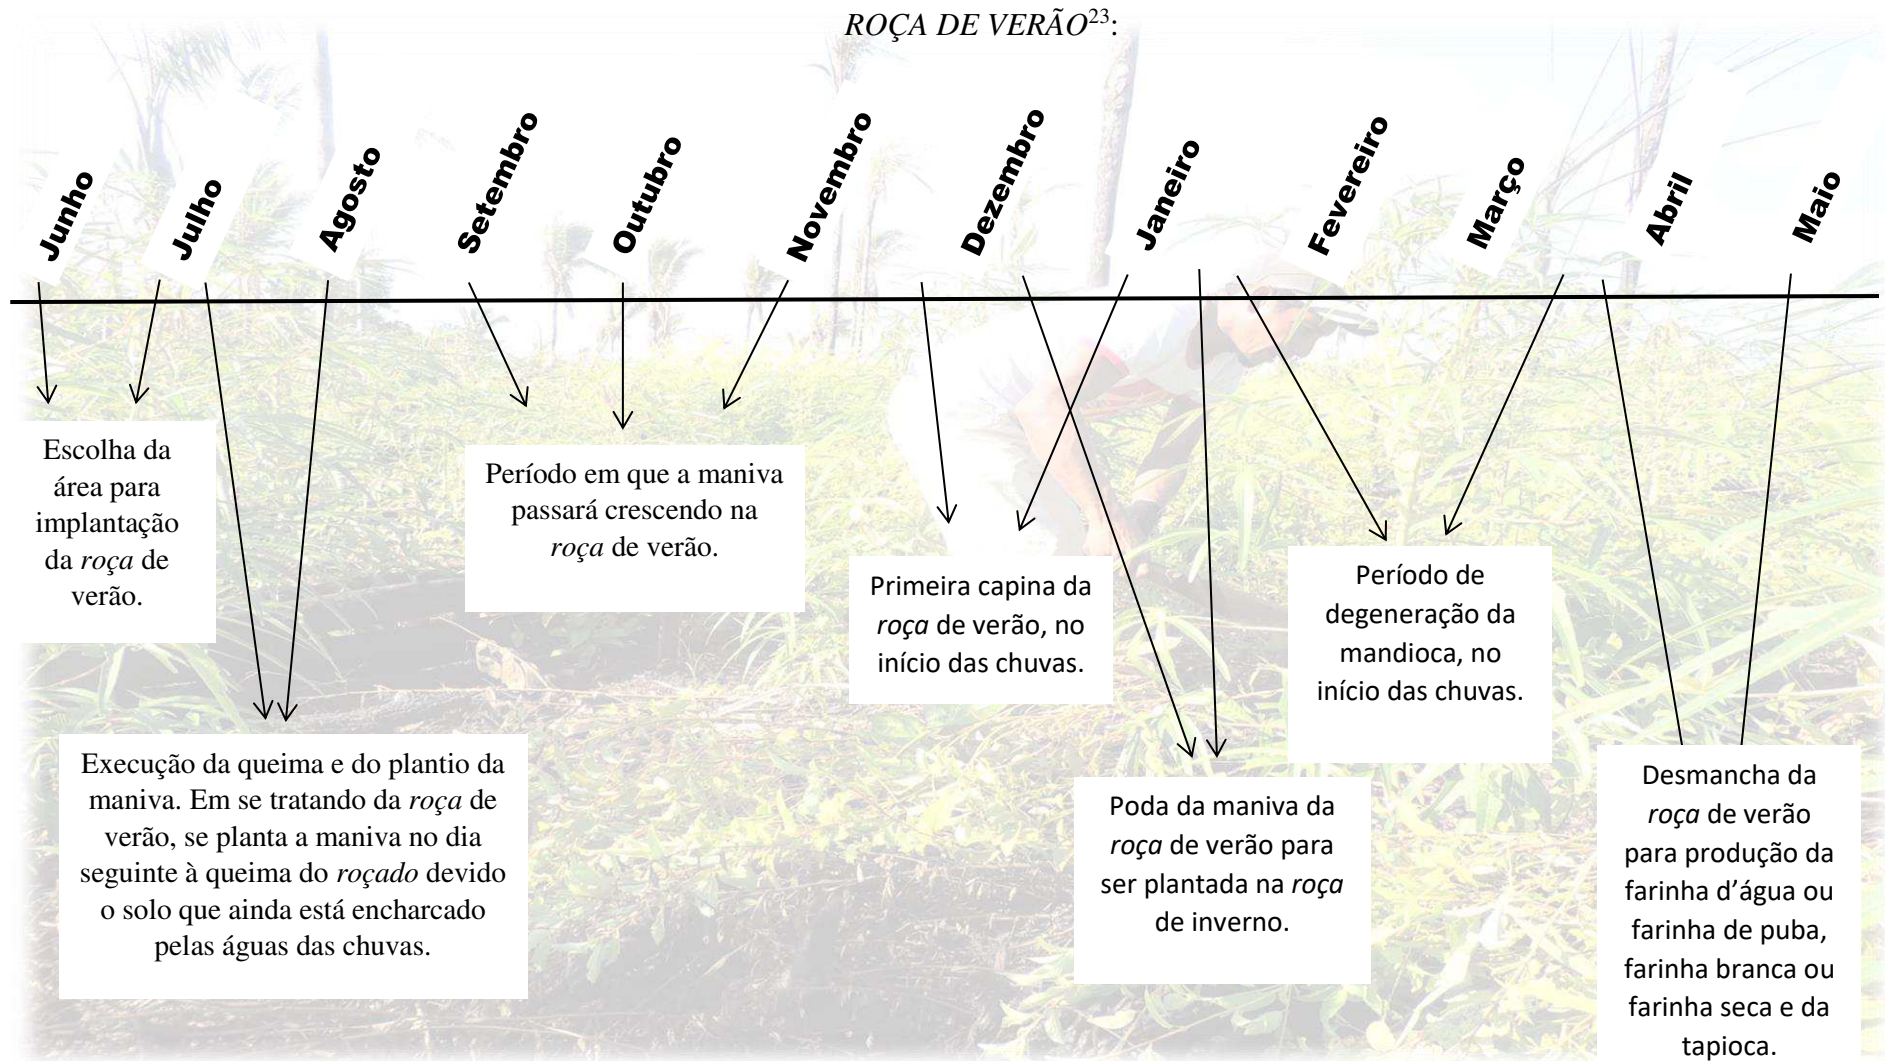 ROÇA DE VERÃO23:
Junho
Julho
Agosto
Setembro
Outubro
Novembro
Dezembro
Janeiro
Fevereiro
Março
Abril
Maio
Escolha da
área para
implantação
da roça de
verão.
Execução da queima e do plantio da
maniva. Em se tratando da roça de
verão, se planta a maniva no dia
seguinte à queima do roçado devido
o solo que ainda está encharcado
pelas águas das chuvas.
Período em que a maniva
passará crescendo na
roça de verão.
Primeira capina da
roça de verão, no
início das chuvas.
Poda da maniva da
roça de verão para
ser plantada na roça
de inverno.
Período de
degeneração da
mandioca, no
início das chuvas.
Desmancha da
roça de verão
para produção da
farinha d’água ou
farinha de puba,
farinha branca ou
farinha seca e da
tapioca.